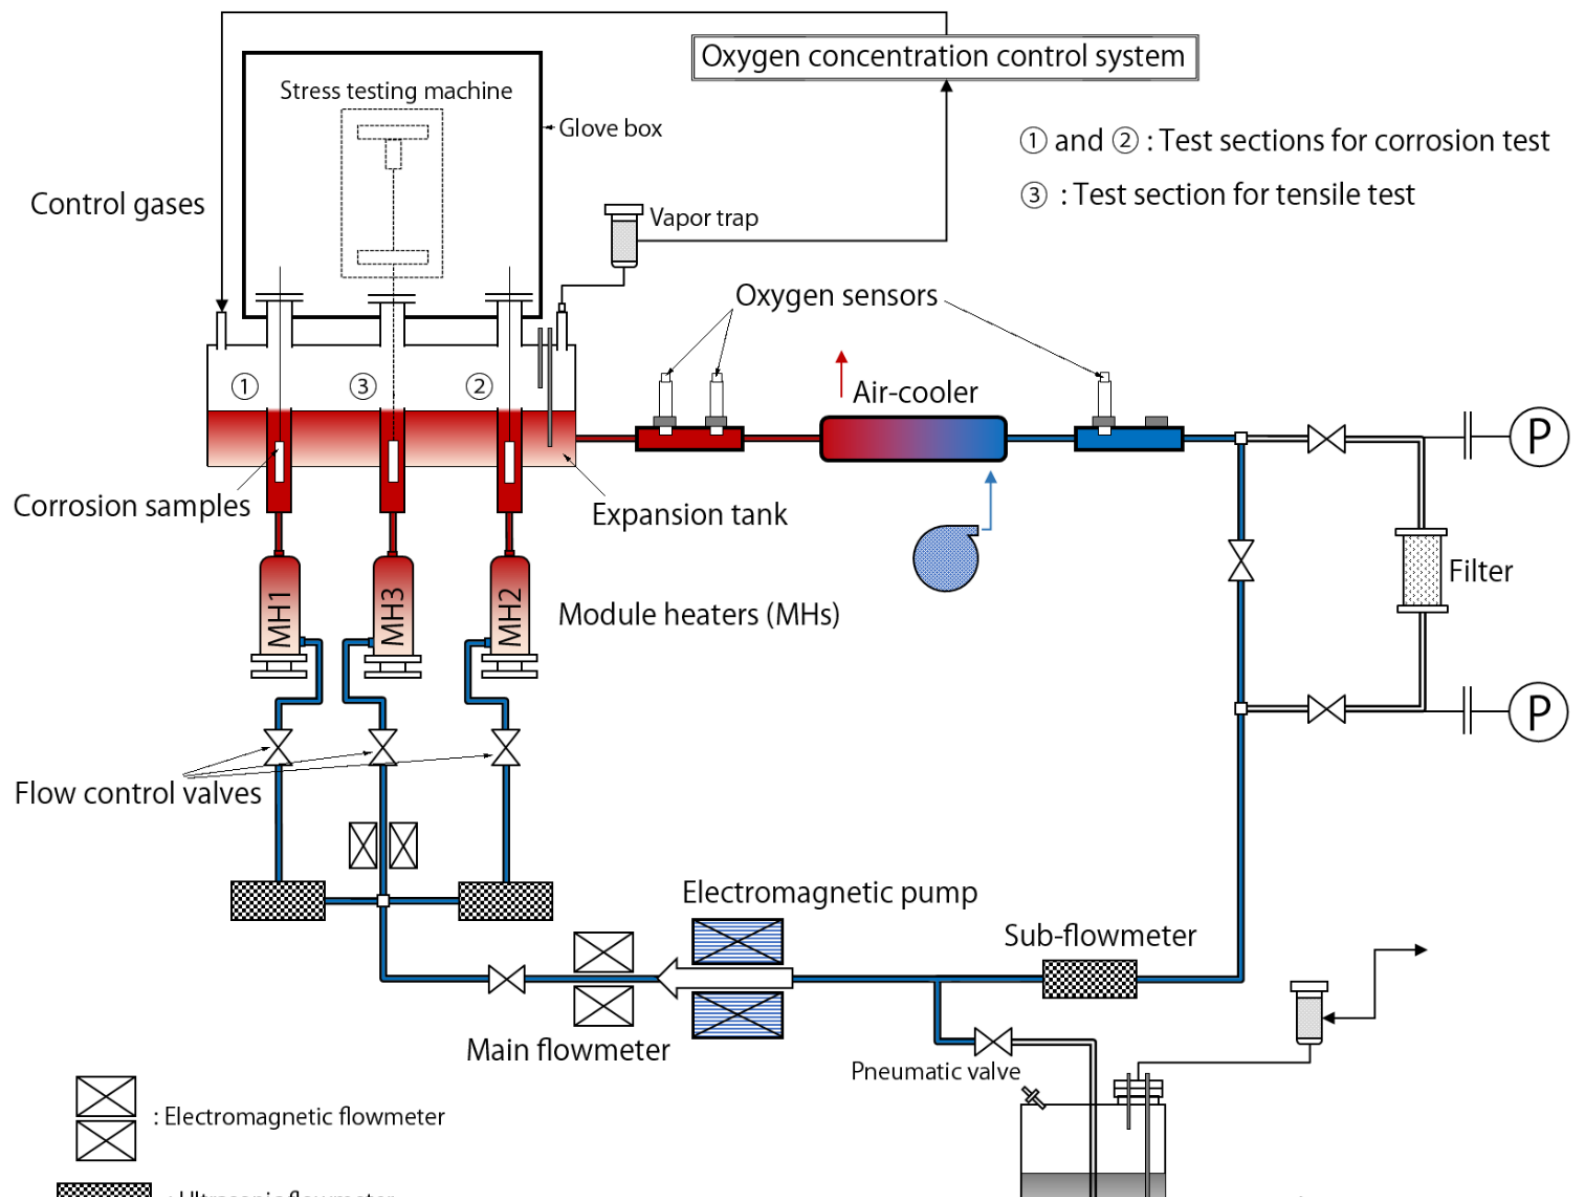 Oxygen concentration control system
Stress testing machine
Glove box
① and ② : Test sections for corrosion test
③ : Test section for tensile test
Control gases
Vapor trap
Oxygen sensors
① ③ ②
Air-cooler
P
Corrosion samples
Expansion tank
Filter
MH1
MH3
MH2
Module heaters (MHs)
P
Flow control valves
Electromagnetic pump
Sub-flowmeter
Main flowmeter
Pneumatic valve
: Electromagnetic flowmeter
: Ultrasonic flowmeter